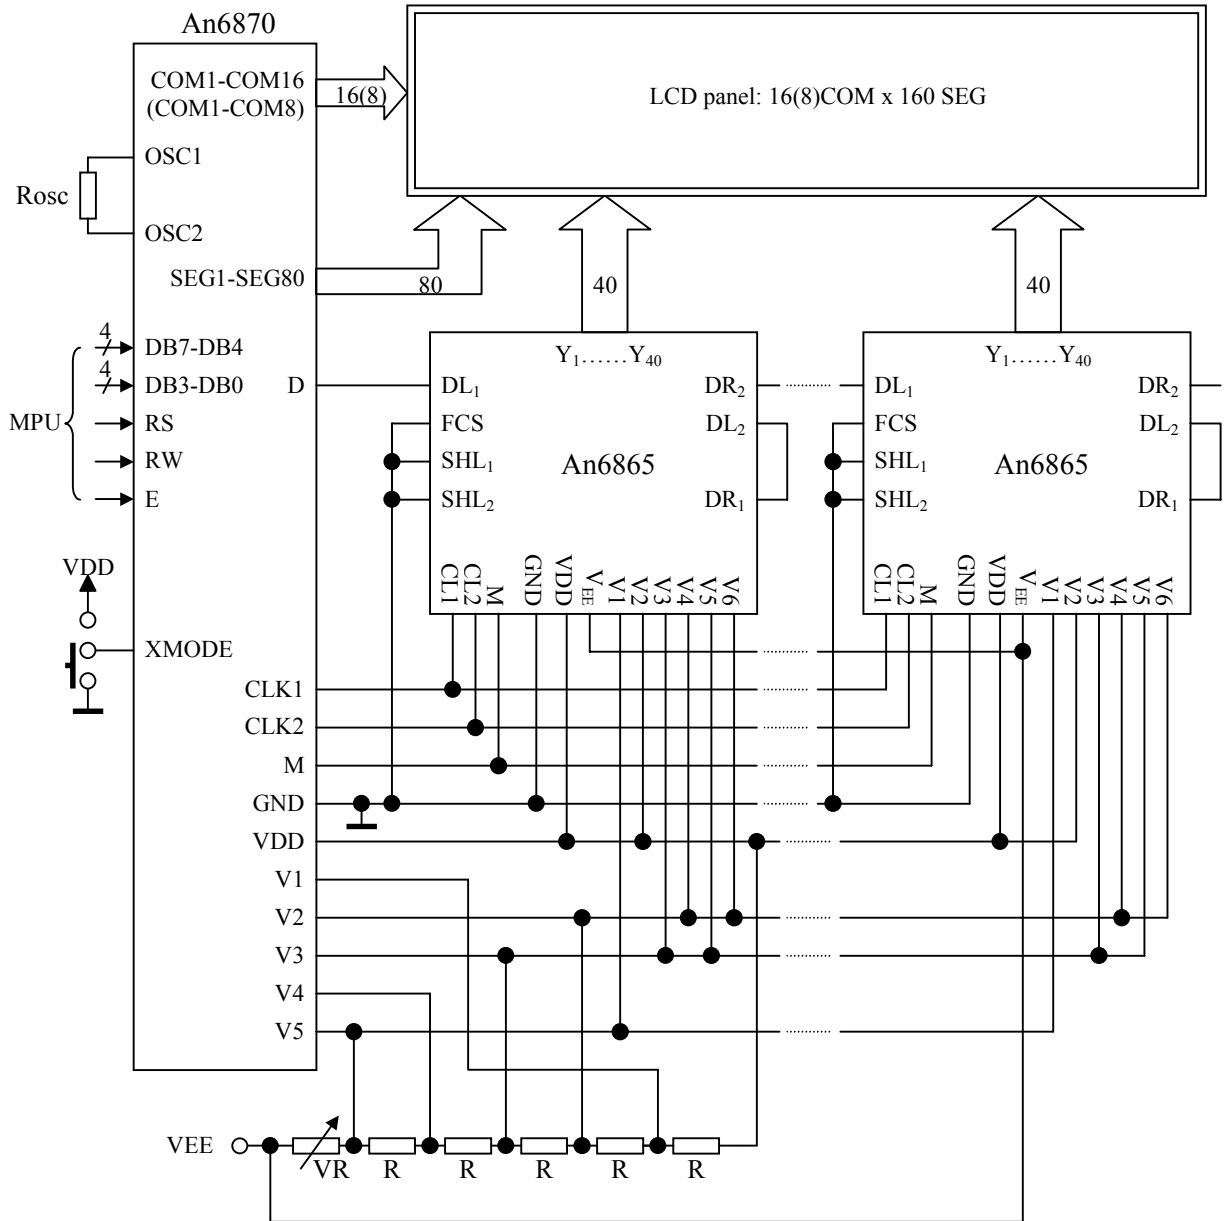 An6870
COM1-COM16
(COM1-COM8)
16(8)
LCD panel: 16(8)COM x 160 SEG
OSC1
Rosc
OSC2
SEG1-SEG80
80
40
40
4
DB7-DB4
4
DB3-DB0
D
MPU
RS
RW
E
Y1......Y40
DL1
DR2
FCS
DL2
SHL1
An6865
SHL2
DR1
CL1
CL2
M
GND
VDD
VEE
V1
V2
V3
V4
V5
V6
Y1......Y40
DL1
DR2
FCS
DL2
SHL1
An6865
SHL2
DR1
CL1
CL2
M
GND
VDD
VEE
V1
V2
V3
V4
V5
V6
VDD
XMODE
CLK1
CLK2
M
GND
VDD
V1
V2
V3
V4
V5
VEE
VR
R
R
R
R
R